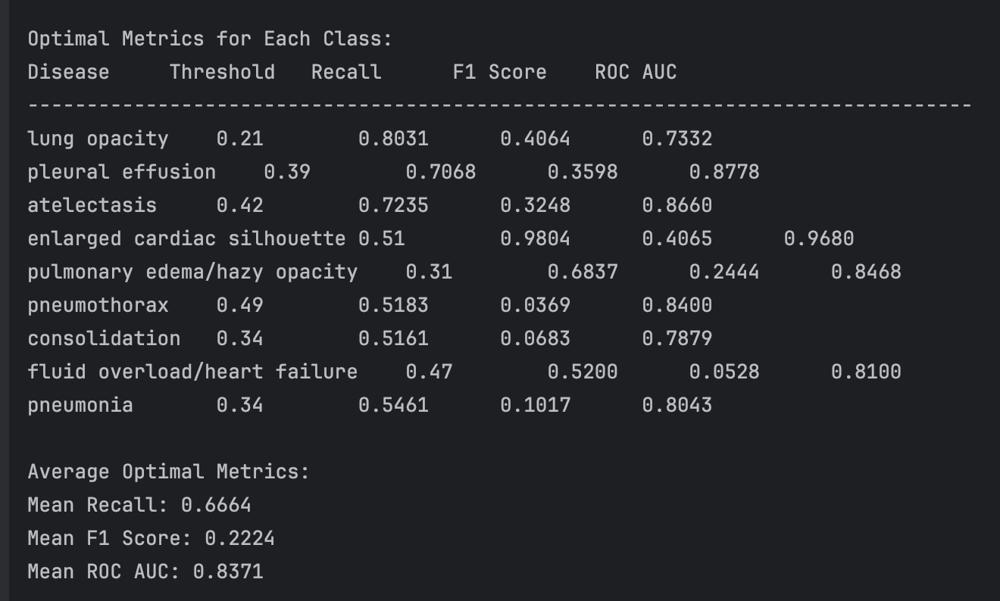 Optimal Metrics for Each Class:
Disease Threshold Recall F1 Score ROC AUC
--------------------------------------------------------------------------------
lung opacity 0.21 0.8031 0.4064 0.7332
pleural effusion 0.39 0.7068 0.3598 0.8778
atelectasis 0.42 0.7235 0.3248 0.8660
enlarged cardiac silhouette 0.51 0.9804 0.4065 0.9680
pulmonary edema/hazy opacity 0.31 0.6837 0.2444 0.8468
pneumothorax 0.49 0.5183 0.0369 0.8400
consolidation 0.34 0.5161 0.0683 0.7879
fluid overload/heart failure 0.47 0.5200 0.0528 0.8100
pneumonia 0.34 0.5461 0.1017 0.8043
Average Optimal Metrics:
Mean Recall: 0.6664
Mean F1 Score: 0.2224
Mean ROC AUC: 0.8371